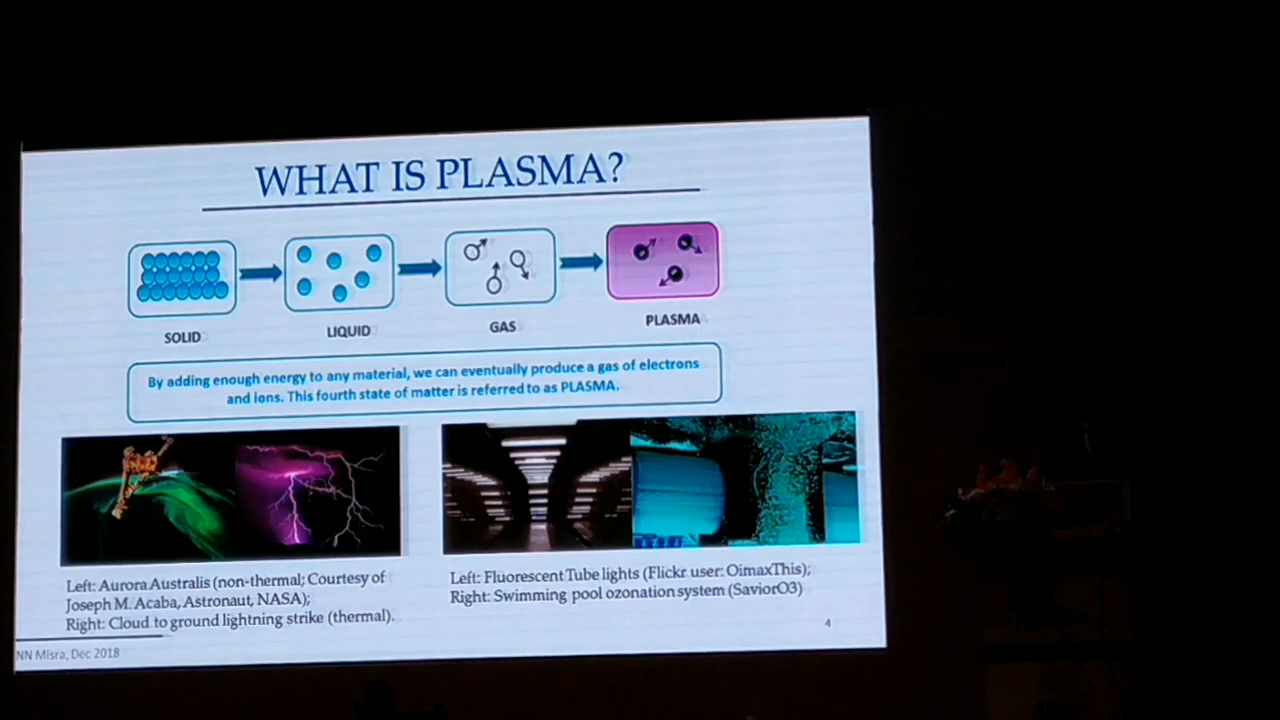 WHAT IS PLASMA?
SOLID
LIQUID
GAS
PLASMA
By adding enough energy to any material, we can eventually produce a gas of electrons
and ions. This fourth state of matter is referred to as PLASMA.
Left: Aurora Australis (non-thermal; Courtesy of
Joseph M. Acaba, Astronaut, NASA);
Right: Cloud to ground lightning strike (thermal).
Left: Fluorescent Tube lights (Flickr user: OimaxThis);
Right: Swimming pool ozonation system (SaviorO3)
4
NN Misra, Dec 2018